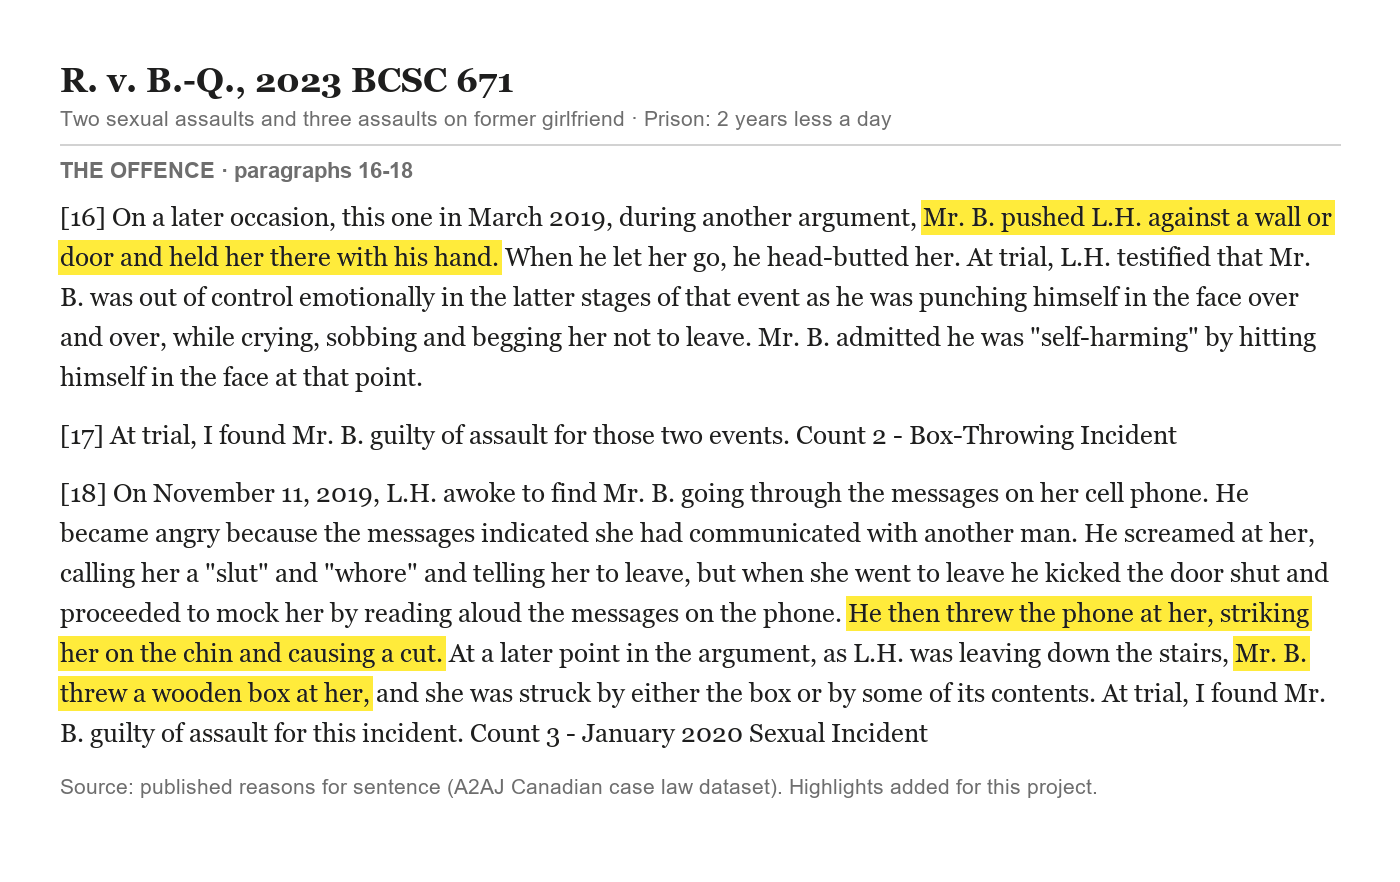 R. v. B.-Q., 2023 BCSC 671
Two sexual assaults and three assaults on former girlfriend · Prison: 2 years less a day
THE OFFENCE · paragraphs 16-18
[16] On a later occasion, this one in March 2019, during another argument, Mr. B. pushed L.H. against a wall or
door and held her there with his hand. When he let her go, he head-butted her. At trial, L.H. testified that Mr.
B. was out of control emotionally in the latter stages of that event as he was punching himself in the face over
and over, while crying, sobbing and begging her not to leave. Mr. B. admitted he was "self-harming" by hitting
himself in the face at that point.
[17] At trial, I found Mr. B. guilty of assault for those two events. Count 2 - Box-Throwing Incident
[18] On November 11, 2019, L.H. awoke to find Mr. B. going through the messages on her cell phone. He
became angry because the messages indicated she had communicated with another man. He screamed at her,
calling her a "slut" and "whore" and telling her to leave, but when she went to leave he kicked the door shut and
proceeded to mock her by reading aloud the messages on the phone. He then threw the phone at her, striking
her on the chin and causing a cut. At a later point in the argument, as L.H. was leaving down the stairs, Mr. B.
threw a wooden box at her, and she was struck by either the box or by some of its contents. At trial, I found Mr.
B. guilty of assault for this incident. Count 3 - January 2020 Sexual Incident
Source: published reasons for sentence (A2AJ Canadian case law dataset). Highlights added for this project.